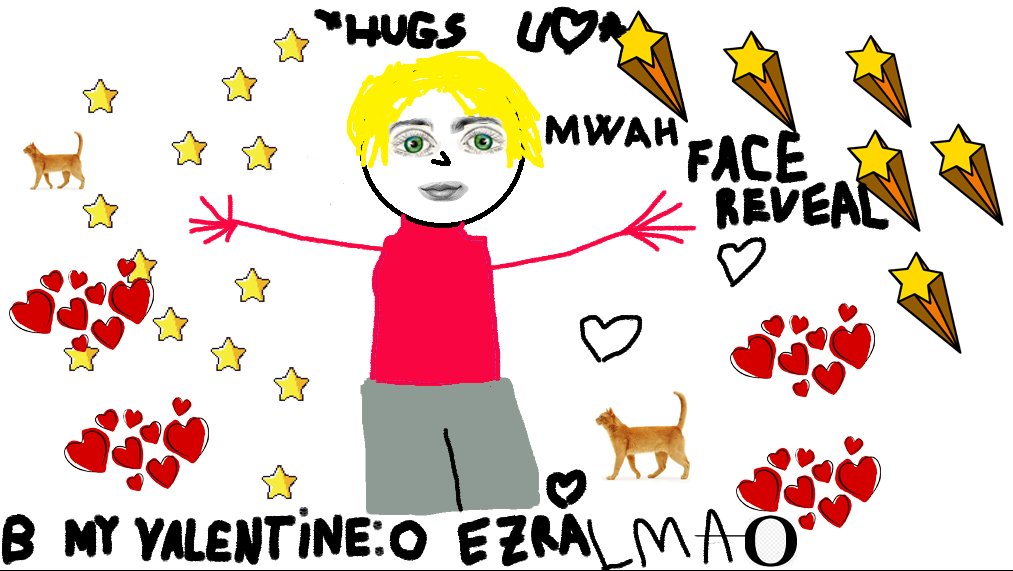 *HUGS U♡*
MWAH
FACE
REVEAL
B MY VALENTINE:O EZRA LMAO